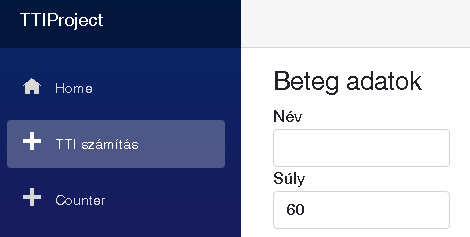 TTIProject
Home
TTI számítás
Counter
Beteg adatok
Név
Súly
60